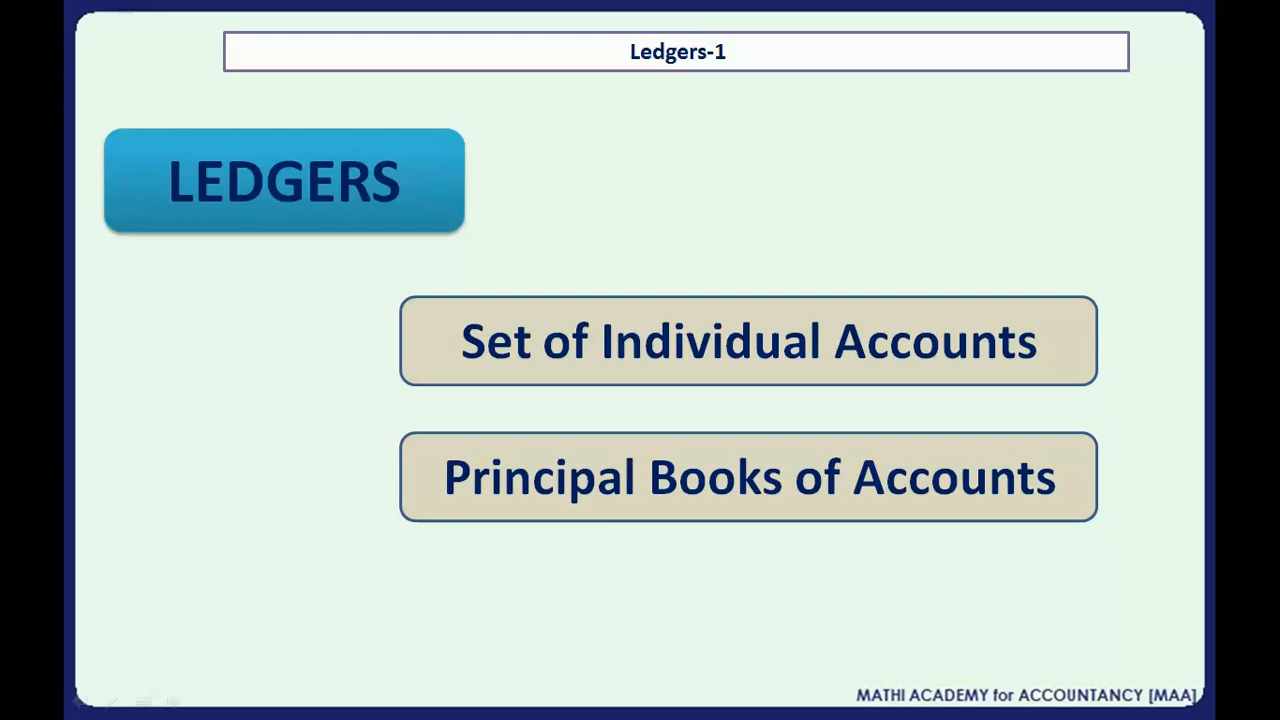 Ledgers-1
LEDGERS
Set of Individual Accounts
Principal Books of Accounts
MATHI ACADEMY for ACCOUNTANCY [MAA]